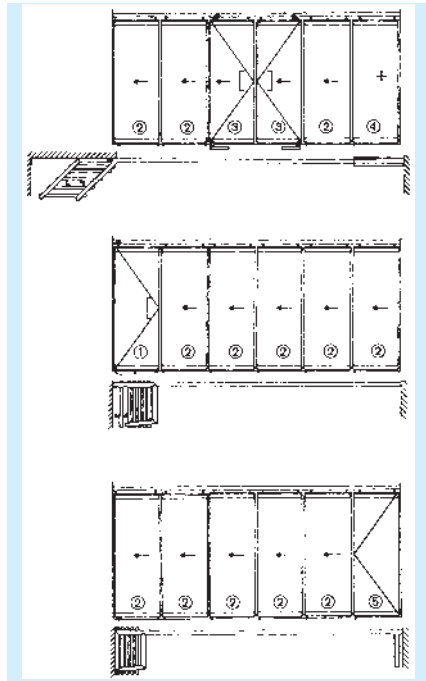 ② ② ③ ③ ② ④
① ② ② ② ② ②
② ② ② ② ② ⑤